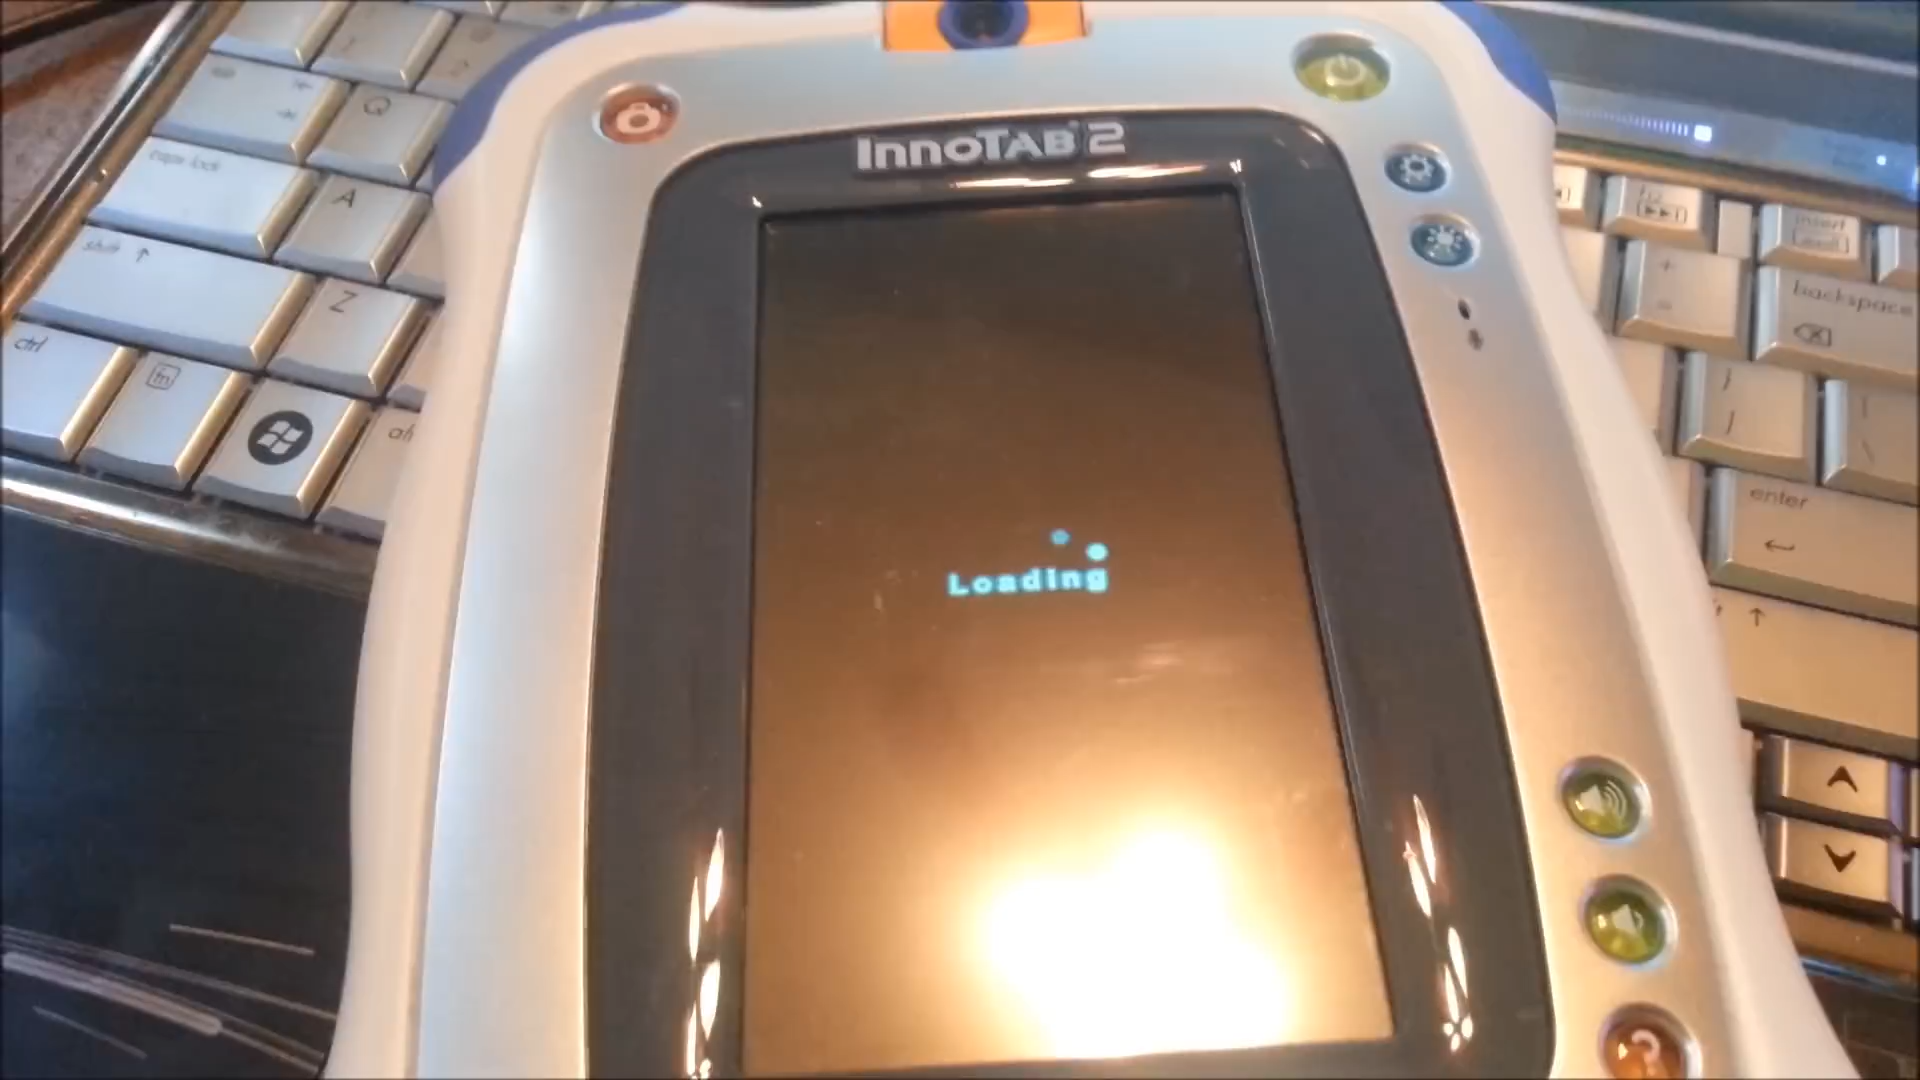 InnoTAB 2
Loading
Q
caps lock
A
shift
Z
ctrl
fn
insert
backspace
enter